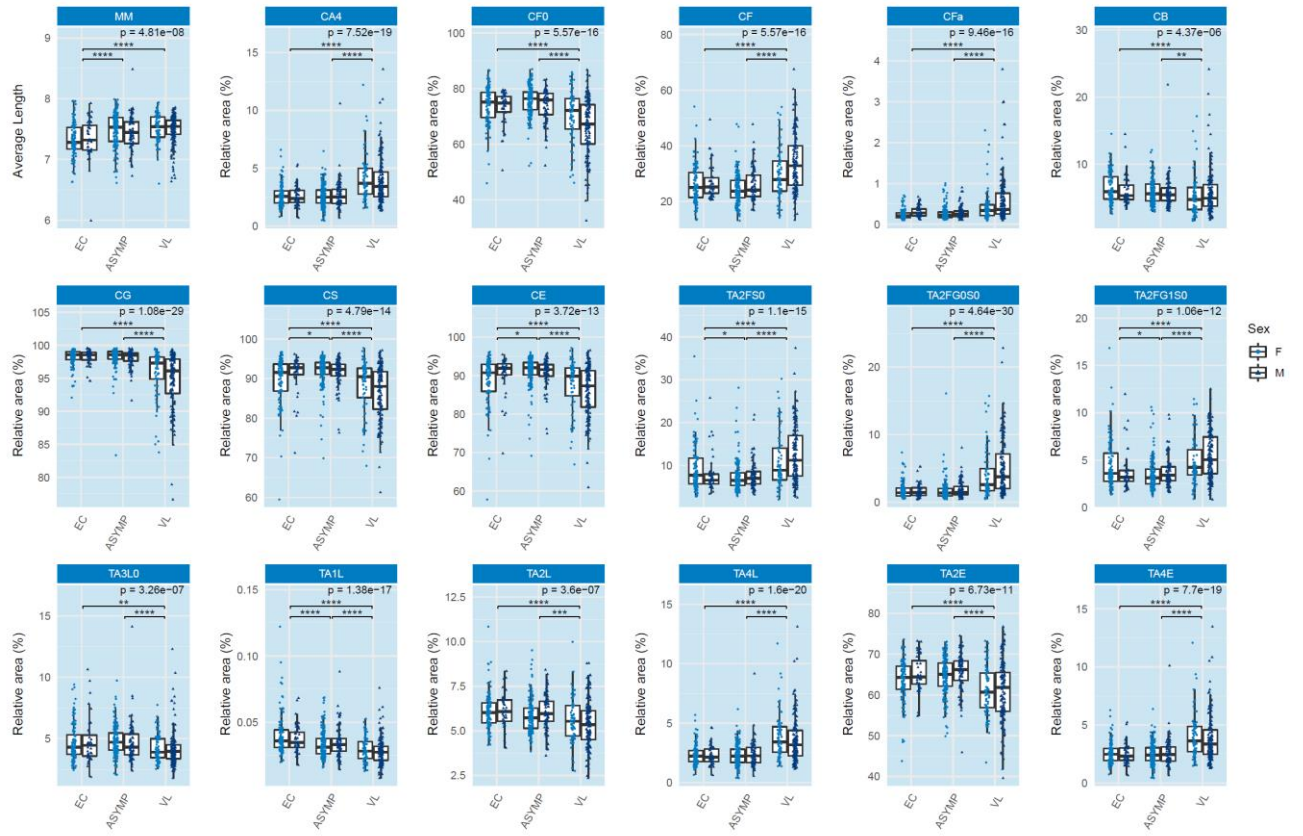 MM CA4 CF0 CF CFa CB
p = 4.81e−08 p = 7.52e−19 p = 5.57e−16 p = 5.57e−16 p = 9.46e−16 p = 4.37e−06
**** **** **** **** **** ****
**** **** **** **** **** **
Average Length Relative area (%) Relative area (%) Relative area (%) Relative area (%) Relative area (%)
9 8 7 6
15 10 5 0
100 80 60 40
80 60 40 20
4 3 2 1 0
30 20 10 0
EC ASYMP VL EC ASYMP VL EC ASYMP VL EC ASYMP VL EC ASYMP VL EC ASYMP VL
CG CS CE TA2FS0 TA2FG0S0 TA2FG1S0
p = 1.08e−29 p = 4.79e−14 p = 3.72e−13 p = 1.1e−15 p = 4.64e−30 p = 1.06e−12
**** **** **** **** **** ****
**** * **** * **** * **** **** * ****
Relative area (%) Relative area (%) Relative area (%) Relative area (%) Relative area (%) Relative area (%)
105 100 95 90 85 80
100 90 80 70 60
100 90 80 70 60
40 30 20 10 0
20 10 0
20 15 10 5 0
EC ASYMP VL EC ASYMP VL EC ASYMP VL EC ASYMP VL EC ASYMP VL EC ASYMP VL
Sex
F
M
TA3L0 TA1L TA2L TA4L TA2E TA4E
p = 3.26e−07 p = 1.38e−17 p = 3.6e−07 p = 1.6e−20 p = 6.73e−11 p = 7.7e−19
** **** **** **** **** ****
**** **** **** *** **** **** ****
Relative area (%) Relative area (%) Relative area (%) Relative area (%) Relative area (%) Relative area (%)
15 10 5
0.15 0.10 0.05 0.00
12.5 10.0 7.5 5.0 2.5
15 10 5 0
80 70 60 50 40
15 10 5 0
EC ASYMP VL EC ASYMP VL EC ASYMP VL EC ASYMP VL EC ASYMP VL EC ASYMP VL